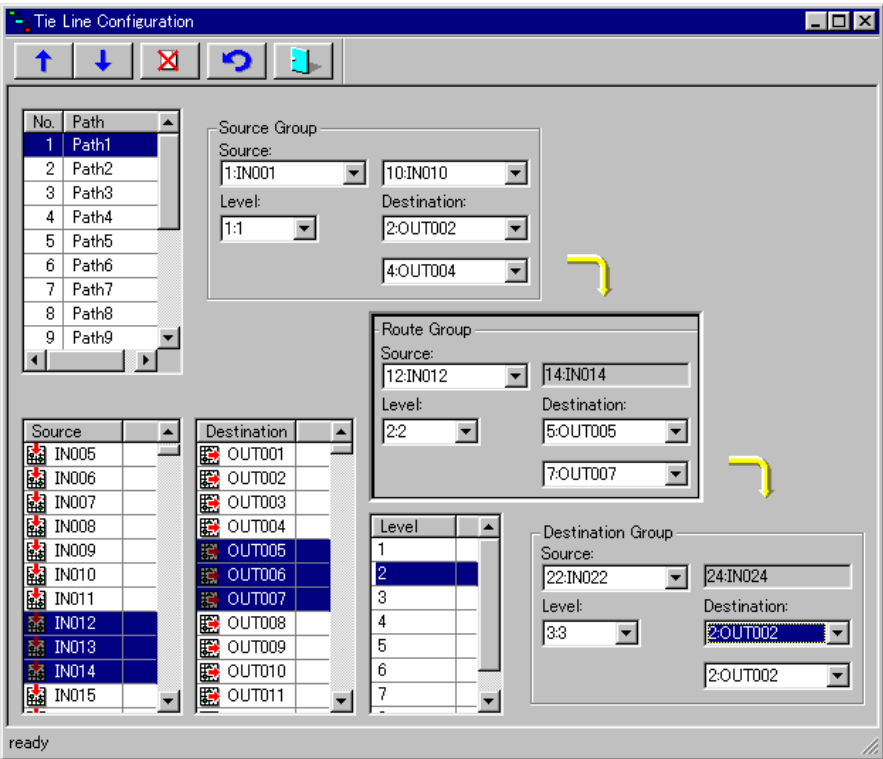 Tie Line Configuration
No. Path
1 Path1
2 Path2
3 Path3
4 Path4
5 Path5
6 Path6
7 Path7
8 Path8
9 Path9
Source Group
Source:
1:IN001 10:IN010
Level: Destination:
1:1 2:OUT002
4:OUT004
Route Group
Source:
12:IN012 14:IN014
Level: Destination:
2:2 5:OUT005
7:OUT007
Source
IN005
IN006
IN007
IN008
IN009
IN010
IN011
IN012
IN013
IN014
IN015
Destination
OUT001
OUT002
OUT003
OUT004
OUT005
OUT006
OUT007
OUT008
OUT009
OUT010
OUT011
Level
1
2
3
4
5
6
7
Destination Group
Source:
22:IN022 24:IN024
Level: Destination:
3:3 2:OUT002
2:OUT002
ready